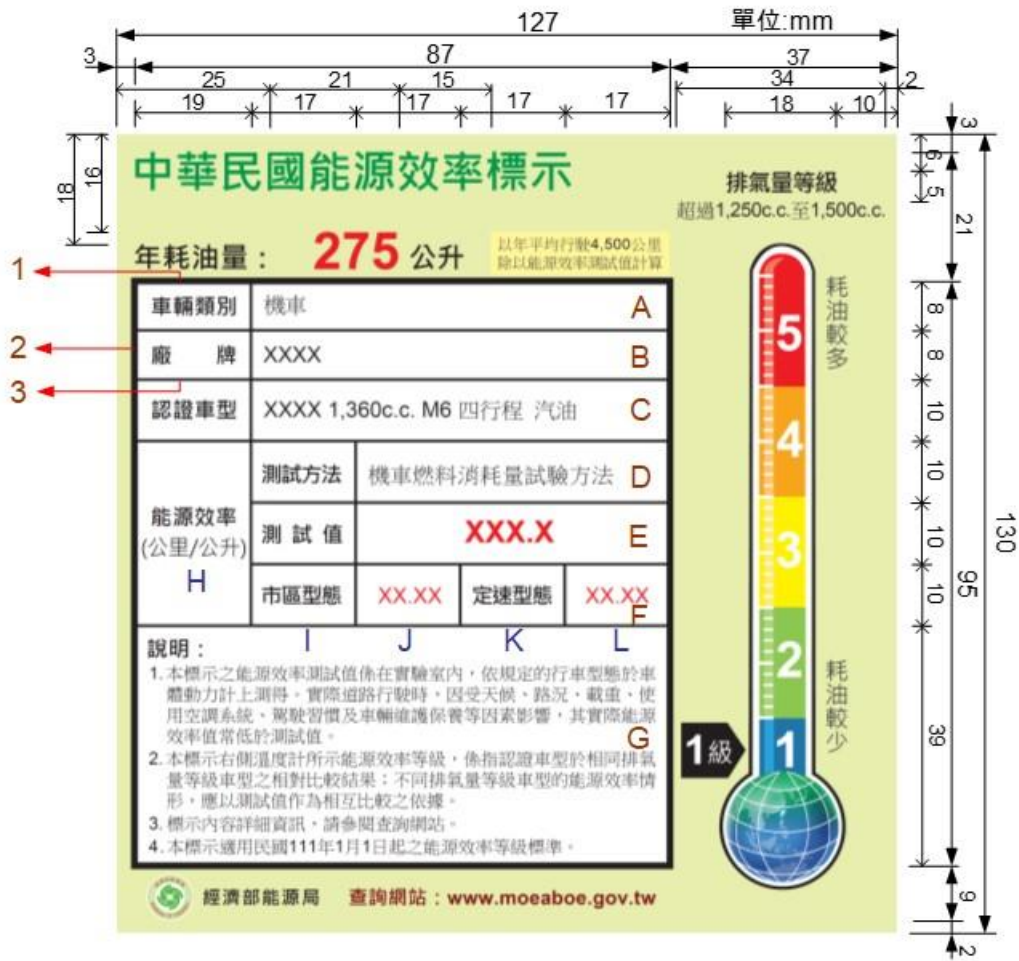 127
單位:mm
3
87
37
25
21
15
34
2
19
17
17
17
17
18
10
18
16
3
6
5
21
8
8
10
10
10
10
39
95
130
9
2
中華民國能源效率標示
排氣量等級
超過1,250c.c.至1,500c.c.
年耗油量： 275 公升
以年平均行駛4,500公里
除以能源效率測試值計算
1
2
3
車輛類別 機車 A
廠牌 XXXX B
認證車型 XXXX 1,360c.c. M6 四行程 汽油 C
能源效率
(公里/公升)
H
測試方法 機車燃料消耗量試驗方法 D
測試值 XXX.X E
市區型態 XX.XX 定速型態 XX.XX F
I J K L
說明：
1. 本標示之能源效率測試值係在實驗室內，依規定的行車型態於車
體動力計上測得。實際道路行駛時，因受天候、路況、載重、使
用空調系統、駕駛習慣及車輛維護保養等因素影響，其實際能源
效率值常低於測試值。
G
2. 本標示右側溫度計所示能源效率等級，係指認證車型於相同排氣
量等級車型之相對比較結果；不同排氣量等級車型的能源效率情
形，應以測試值作為相互比較之依據。
3. 標示內容詳細資訊，請參閱查詢網站。
4. 本標示適用民國111年1月1日起之能源效率等級標準。
耗油較多
5
4
3
2
1
耗油較少
1級
經濟部能源局 查詢網站：www.moeaboe.gov.tw